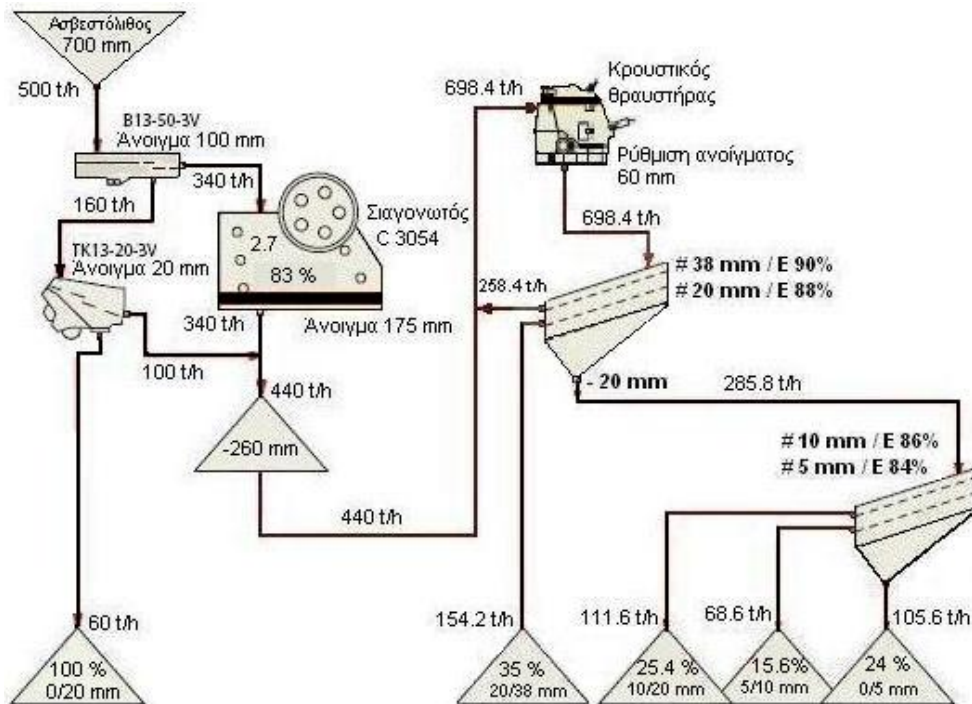 Ασβεστόλιθος
700 mm
500 t/h
B13-50-3V
Άνοιγμα 100 mm
340 t/h
160 t/h
TK13-20-3V
Άνοιγμα 20 mm
Σιαγονωτός
C 3054
2.7
83 %
340 t/h
Άνοιγμα 175 mm
100 t/h
440 t/h
-260 mm
440 t/h
60 t/h
100 %
0/20 mm
698.4 t/h
Κρουστικός
θραυστήρας
Ρύθμιση ανοίγματος
60 mm
698.4 t/h
# 38 mm / E 90%
# 20 mm / E 88%
258.4 t/h
- 20 mm
285.8 t/h
# 10 mm / E 86%
# 5 mm / E 84%
154.2 t/h
35 %
20/38 mm
111.6 t/h
25.4 %
10/20 mm
68.6 t/h
15.6%
5/10 mm
105.6 t/h
24 %
0/5 mm